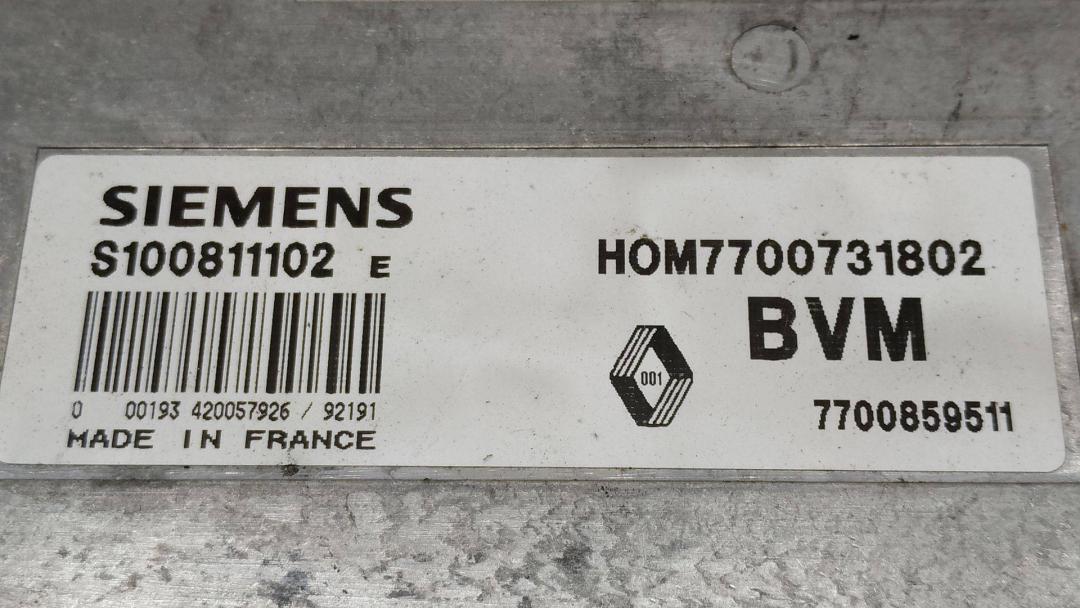 SIEMENS
S100811102 E
0 00193 420057926 / 92191
MADE IN FRANCE
HOM7700731802
BVM
001
7700859511